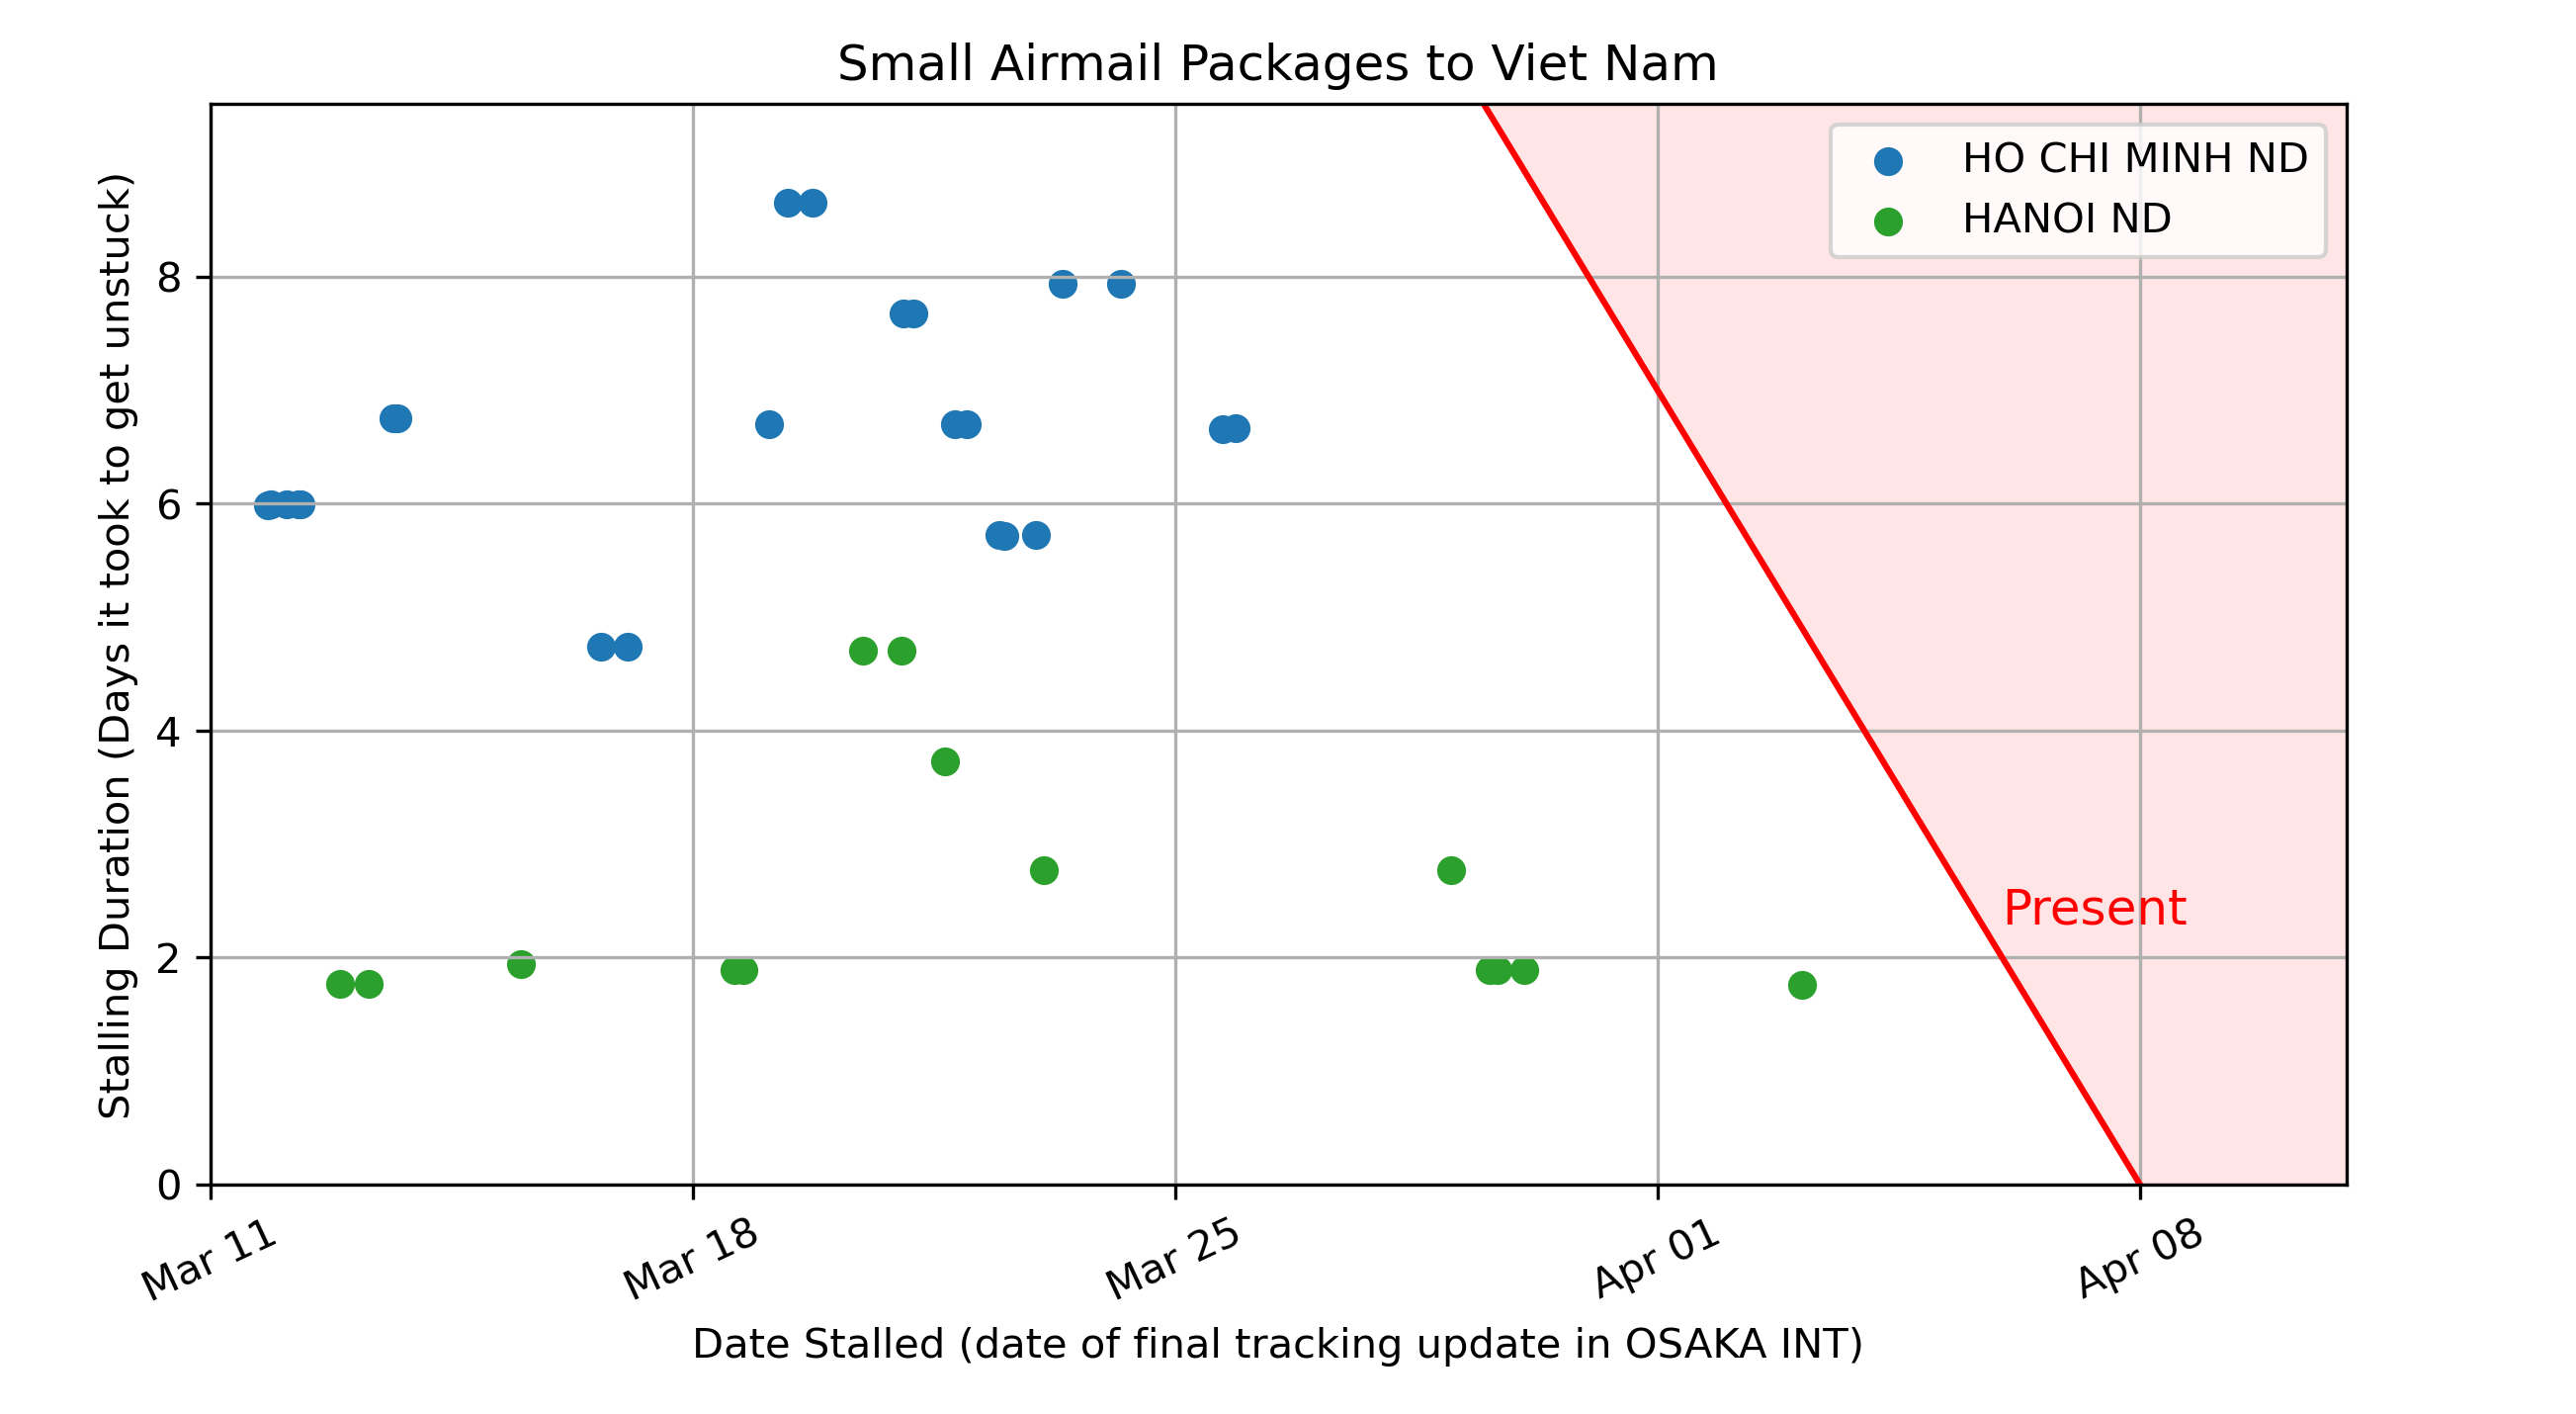 Small Airmail Packages to Viet Nam
Stalling Duration (Days it took to get unstuck)
HO CHI MINH ND
HANOI ND
8
6
4
2
0
Present
Mar 11
Mar 18
Mar 25
Apr 01
Apr 08
Date Stalled (date of final tracking update in OSAKA INT)